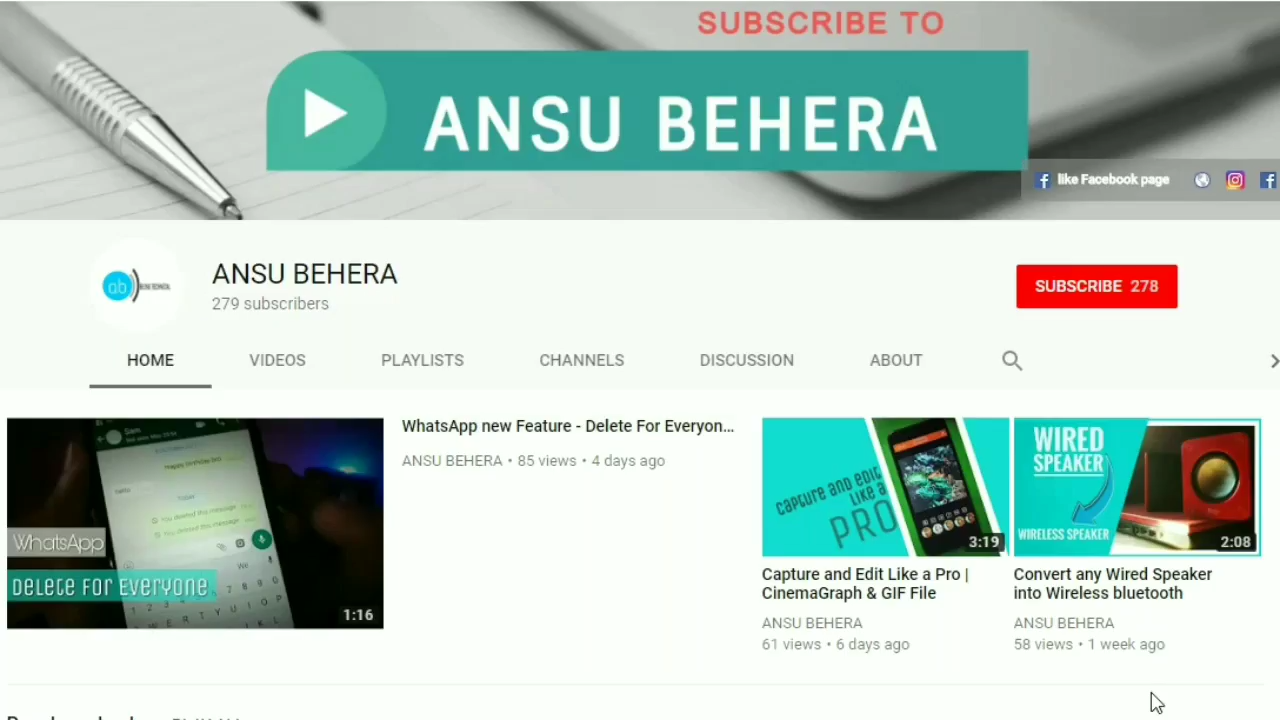 SUBSCRIBE TO
ANSU BEHERA
like Facebook page
ab
ANSU BEHERA
279 subscribers
SUBSCRIBE 278
HOME
VIDEOS
PLAYLISTS
CHANNELS
DISCUSSION
ABOUT
WhatsApp
DELETE FOR EVERYONE
1:16
WhatsApp new Feature - Delete For Everyon...
ANSU BEHERA • 85 views • 4 days ago
CAPTURE AND EDIT
LIKE A
PRO
3:19
Capture and Edit Like a Pro |
CinemaGraph & GIF File
ANSU BEHERA
61 views • 6 days ago
WIRED
SPEAKER
WIRELESS SPEAKER
2:08
Convert any Wired Speaker
into Wireless bluetooth
ANSU BEHERA
58 views • 1 week ago